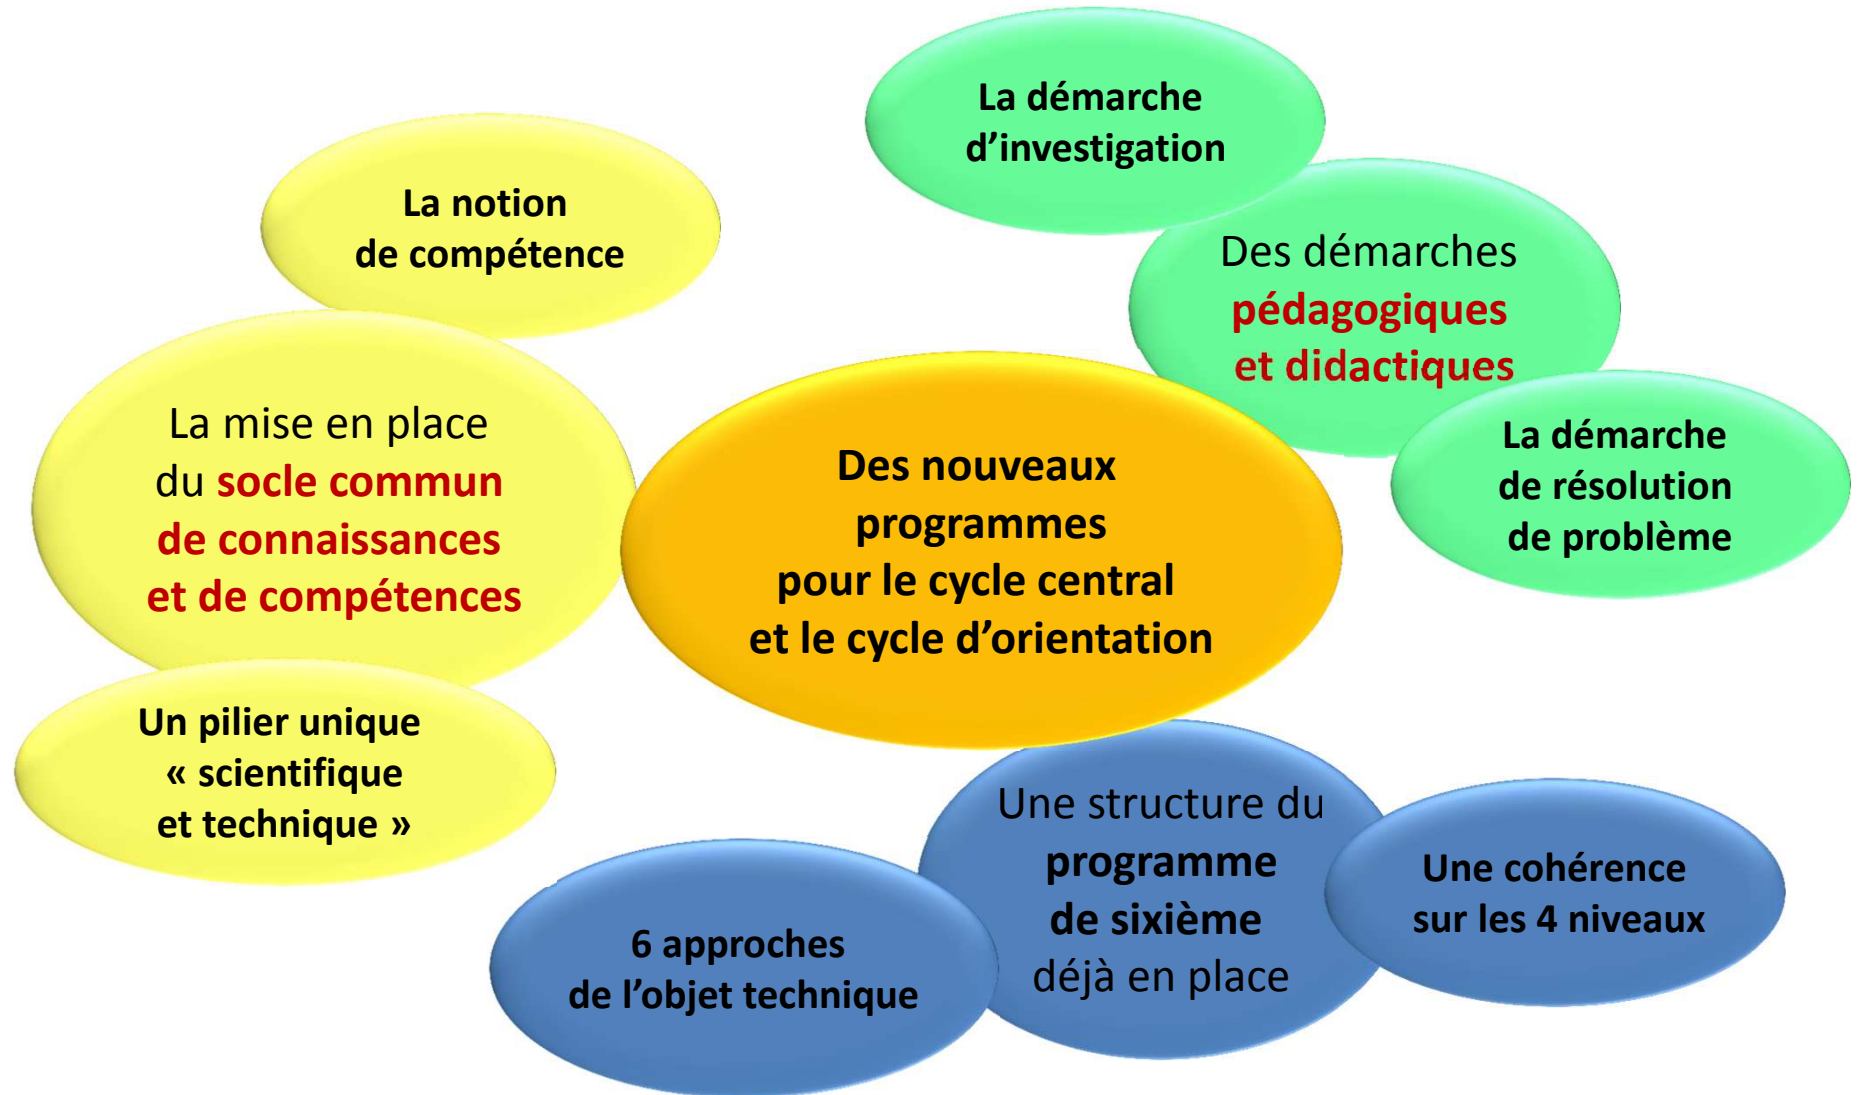 La démarche
d’investigation
La notion
de compétence
Des démarches
pédagogiques
et didactiques
La mise en place
du socle commun
de connaissances
et de compétences
Des nouveaux
programmes
pour le cycle central
et le cycle d’orientation
La démarche
de résolution
de problème
Un pilier unique
« scientifique
et technique »
Une structure du
programme
de sixième
déjà en place
Une cohérence
sur les 4 niveaux
6 approches
de l’objet technique